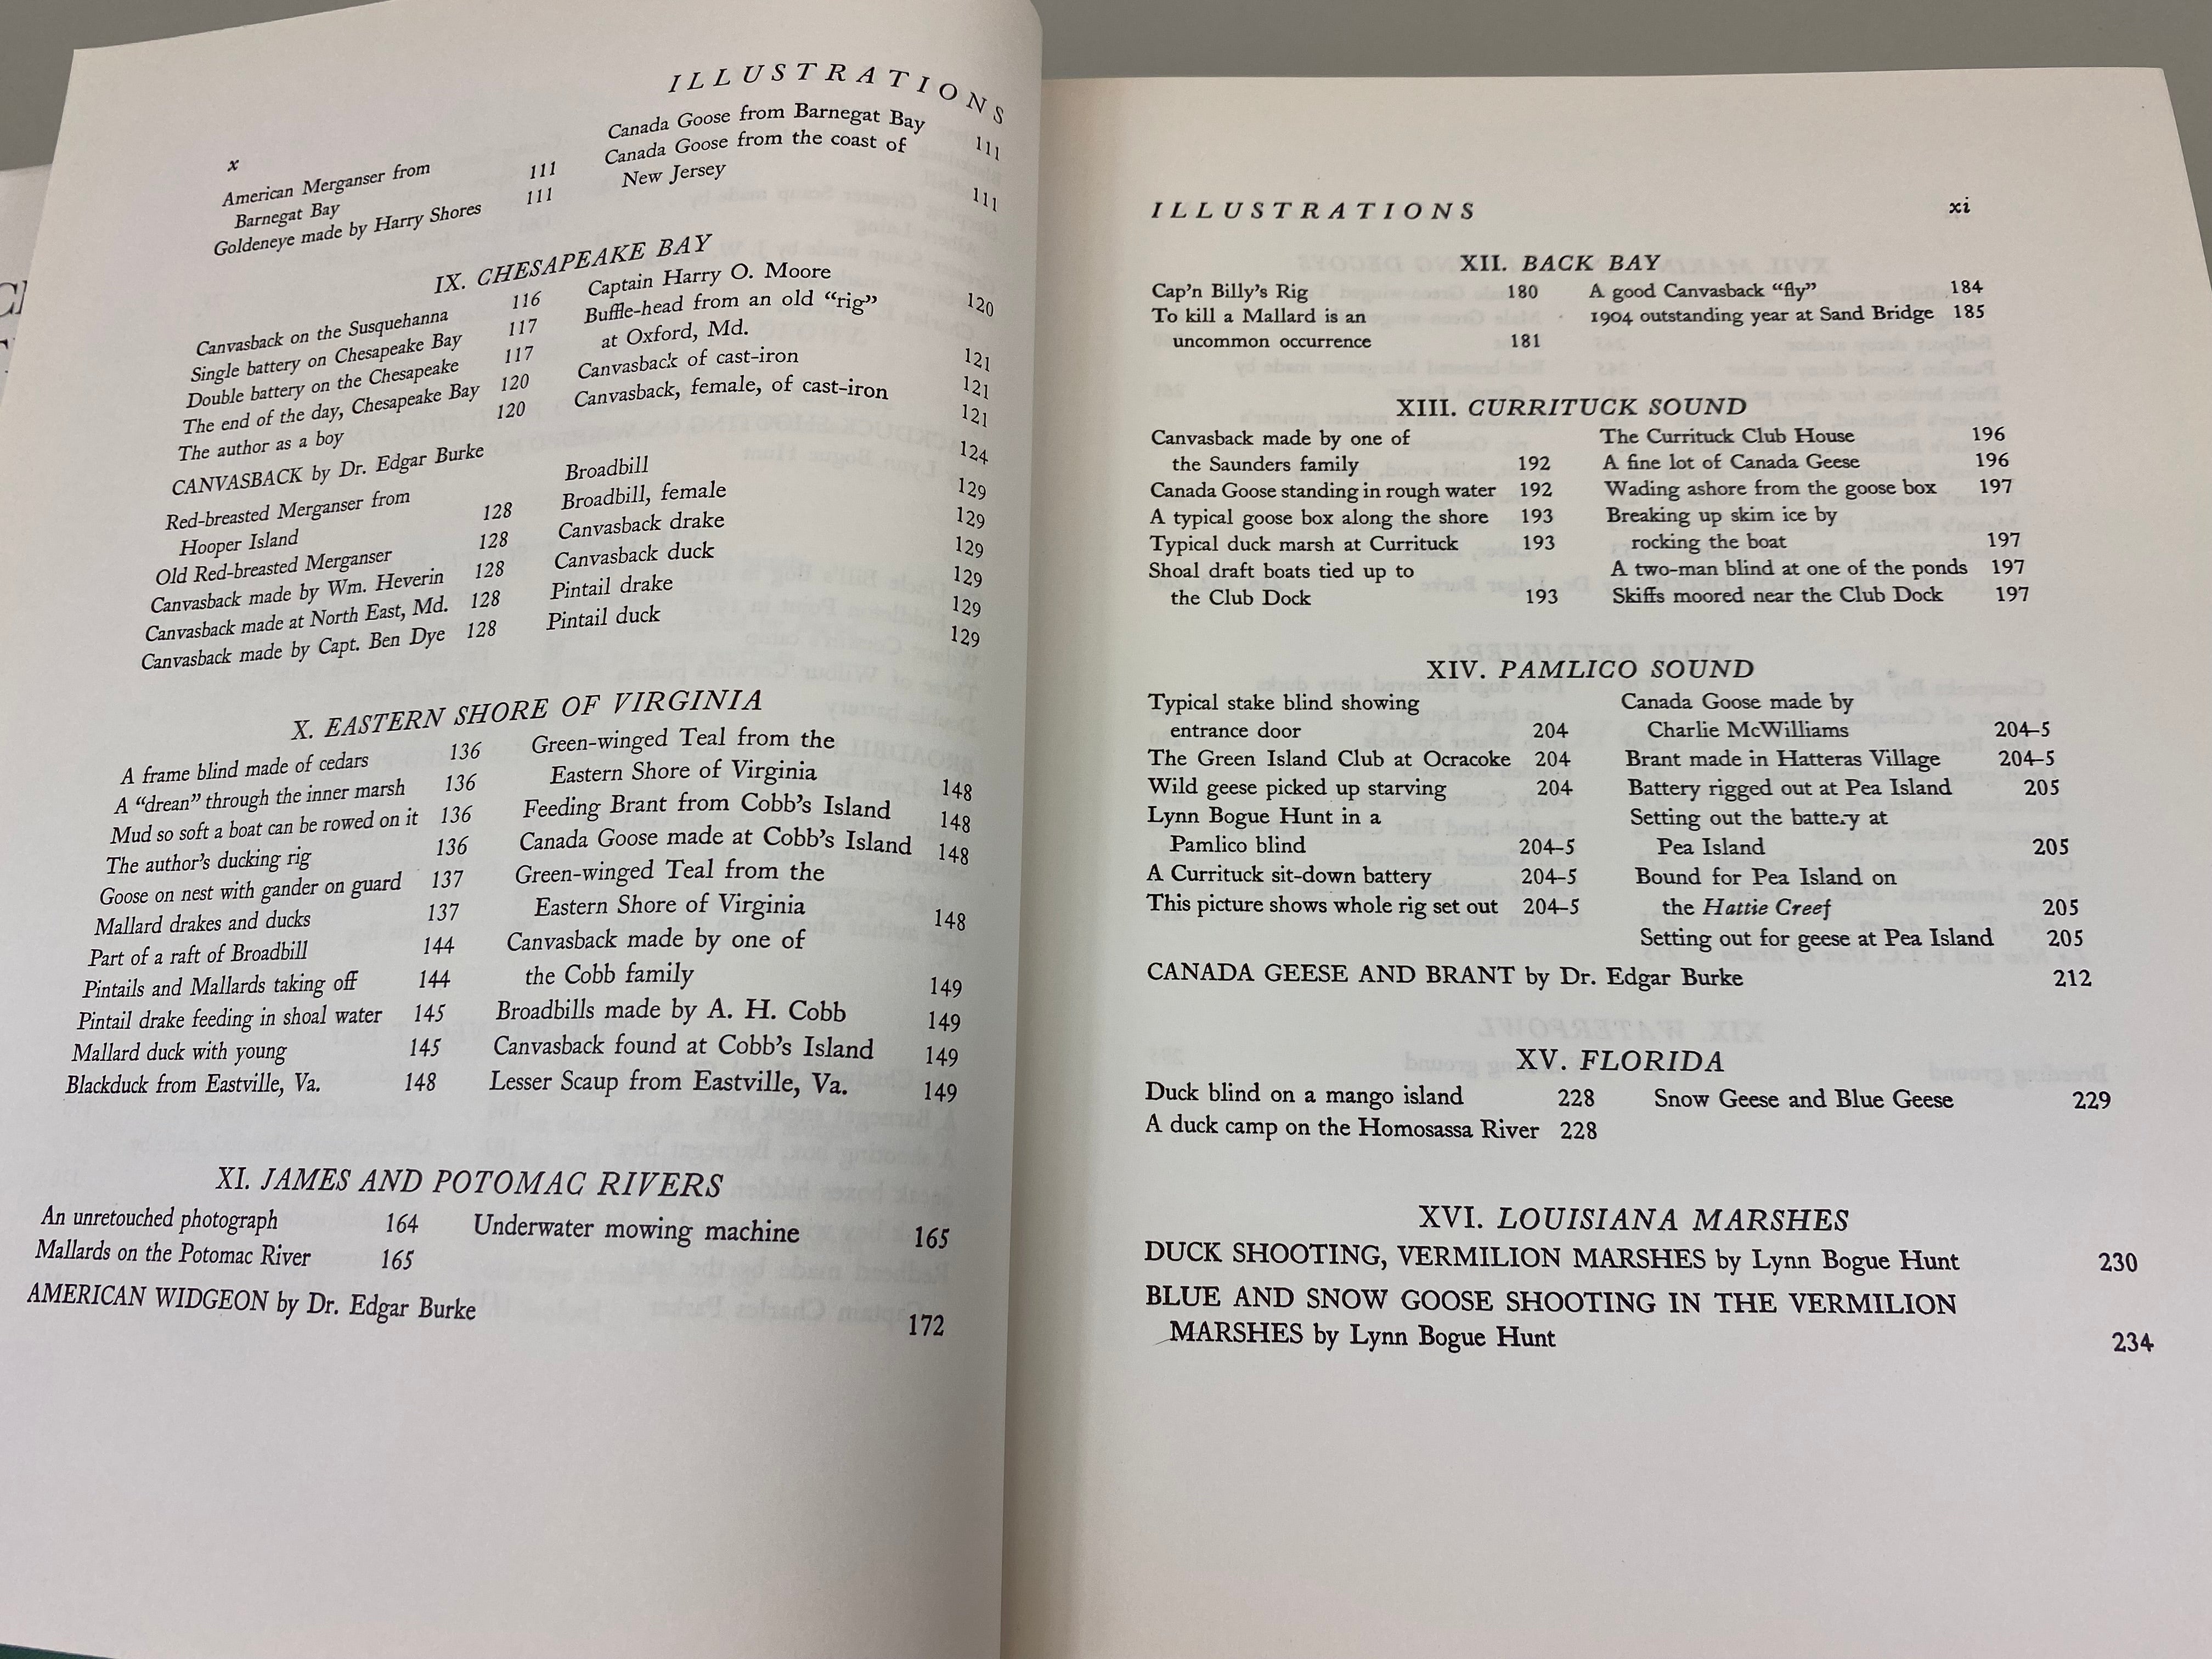 ILLUSTRATIONS
x
American Merganser from
Barnegat Bay 111
Goldeneye made by Harry Shores 111
Canada Goose from Barnegat Bay 111
Canada Goose from the coast of
New Jersey 111
IX. CHESAPEAKE BAY
Canvasback on the Susquehanna 116
Single battery on Chesapeake Bay 117
Double battery on the Chesapeake 117
The end of the day, Chesapeake Bay 120
The author as a boy 120
Captain Harry O. Moore 120
Buffle-head from an old “rig”
at Oxford, Md. 121
Canvasback of cast-iron 121
Canvasback, female, of cast-iron 121
CANVASBACK by Dr. Edgar Burke 124
Red-breasted Merganser from
Hooper Island 128
Old Red-breasted Merganser 128
Canvasback made by Wm. Heverin 128
Canvasback made at North East, Md. 128
Canvasback made by Capt. Ben Dye 128
Broadbill 129
Broadbill, female 129
Canvasback drake 129
Canvasback duck 129
Pintail drake 129
Pintail duck 129
X. EASTERN SHORE OF VIRGINIA
A frame blind made of cedars 136
A “drean” through the inner marsh 136
Mud so soft a boat can be rowed on it 136
The author’s ducking rig 136
Goose on nest with gander on guard 137
Mallard drakes and ducks 137
Part of a raft of Broadbill 144
Pintails and Mallards taking off 144
Pintail drake feeding in shoal water 145
Mallard duck with young 145
Blackduck from Eastville, Va. 148
Green-winged Teal from the
Eastern Shore of Virginia 148
Feeding Brant from Cobb’s Island 148
Canada Goose made at Cobb’s Island 148
Green-winged Teal from the
Eastern Shore of Virginia 148
Canvasback made by one of
the Cobb family 149
Broadbills made by A. H. Cobb 149
Canvasback found at Cobb’s Island 149
Lesser Scaup from Eastville, Va. 149
XI. JAMES AND POTOMAC RIVERS
An unretouched photograph 164
Mallards on the Potomac River 165
Underwater mowing machine 165
AMERICAN WIDGEON by Dr. Edgar Burke 172
ILLUSTRATIONS xi
XII. BACK BAY
Cap’n Billy’s Rig 180
To kill a Mallard is an
uncommon occurrence 181
A good Canvasback “fly” 184
1904 outstanding year at Sand Bridge 185
XIII. CURRITUCK SOUND
Canvasback made by one of
the Saunders family 192
Canada Goose standing in rough water 192
A typical goose box along the shore 193
Typical duck marsh at Currituck 193
Shoal draft boats tied up to
the Club Dock 193
The Currituck Club House 196
A fine lot of Canada Geese 196
Wading ashore from the goose box 197
Breaking up skim ice by
rocking the boat 197
A two-man blind at one of the ponds 197
Skiffs moored near the Club Dock 197
XIV. PAMLICO SOUND
Typical stake blind showing
entrance door 204
The Green Island Club at Ocracoke 204
Wild geese picked up starving 204
Lynn Bogue Hunt in a
Pamlico blind 204–5
A Currituck sit-down battery 204–5
This picture shows whole rig set out 204–5
Canada Goose made by
Charlie McWilliams 204–5
Brant made in Hatteras Village 204–5
Battery rigged out at Pea Island 205
Setting out the battery at
Pea Island 205
Bound for Pea Island on
the Hattie Creef 205
Setting out for geese at Pea Island 205
CANADA GEESE AND BRANT by Dr. Edgar Burke 212
XV. FLORIDA
Duck blind on a mango island 228
A duck camp on the Homosassa River 228
Snow Geese and Blue Geese 229
XVI. LOUISIANA MARSHES
DUCK SHOOTING, VERMILION MARSHES by Lynn Bogue Hunt 230
BLUE AND SNOW GOOSE SHOOTING IN THE VERMILION
MARSHES by Lynn Bogue Hunt 234